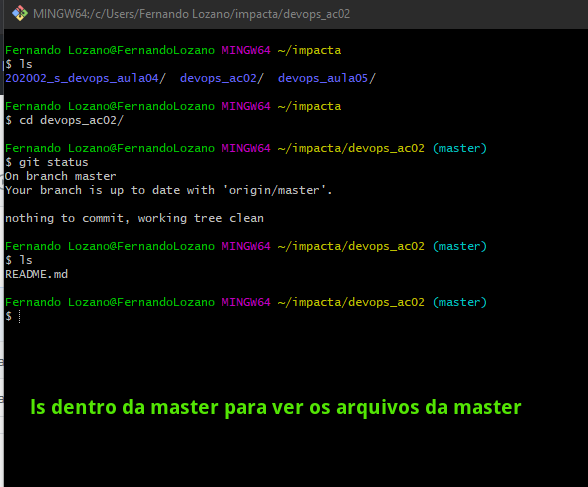 MINGW64:/c/Users/Fernando Lozano/impacta/devops_ac02
Fernando Lozano@FernandoLozano MINGW64 ~/impacta
$ ls
202002_s_devops_aula04/  devops_ac02/  devops_aula05/
Fernando Lozano@FernandoLozano MINGW64 ~/impacta
$ cd devops_ac02/
Fernando Lozano@FernandoLozano MINGW64 ~/impacta/devops_ac02 (master)
$ git status
On branch master
Your branch is up to date with 'origin/master'.
nothing to commit, working tree clean
Fernando Lozano@FernandoLozano MINGW64 ~/impacta/devops_ac02 (master)
$ ls
README.md
Fernando Lozano@FernandoLozano MINGW64 ~/impacta/devops_ac02 (master)
$
ls dentro da master para ver os arquivos da master